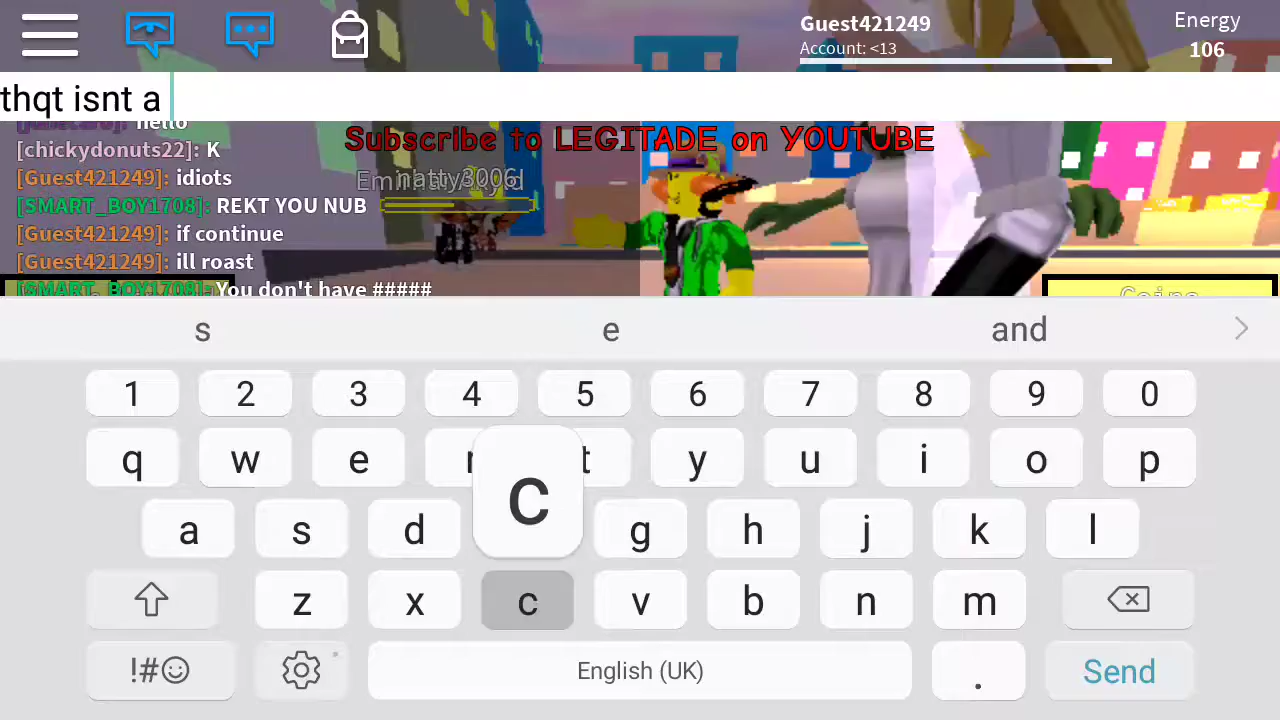 Guest421249
Account: <13
Energy
106
thqt isnt a
hello
[chickydonuts22]: K
[Guest421249]: idiots
[SMART_BOY1708]: REKT YOU NUB
[Guest421249]: if continue
[Guest421249]: ill roast
[SMART_BOY1708]: You don't have #####
Subscribe to LEGITADE on YOUTUBE
natty3006
Coins
s e and
1 2 3 4 5 6 7 8 9 0
q w e r t y u i o p
a s d c g h j k l
z x c v b n m
!#☺ English (UK) . Send